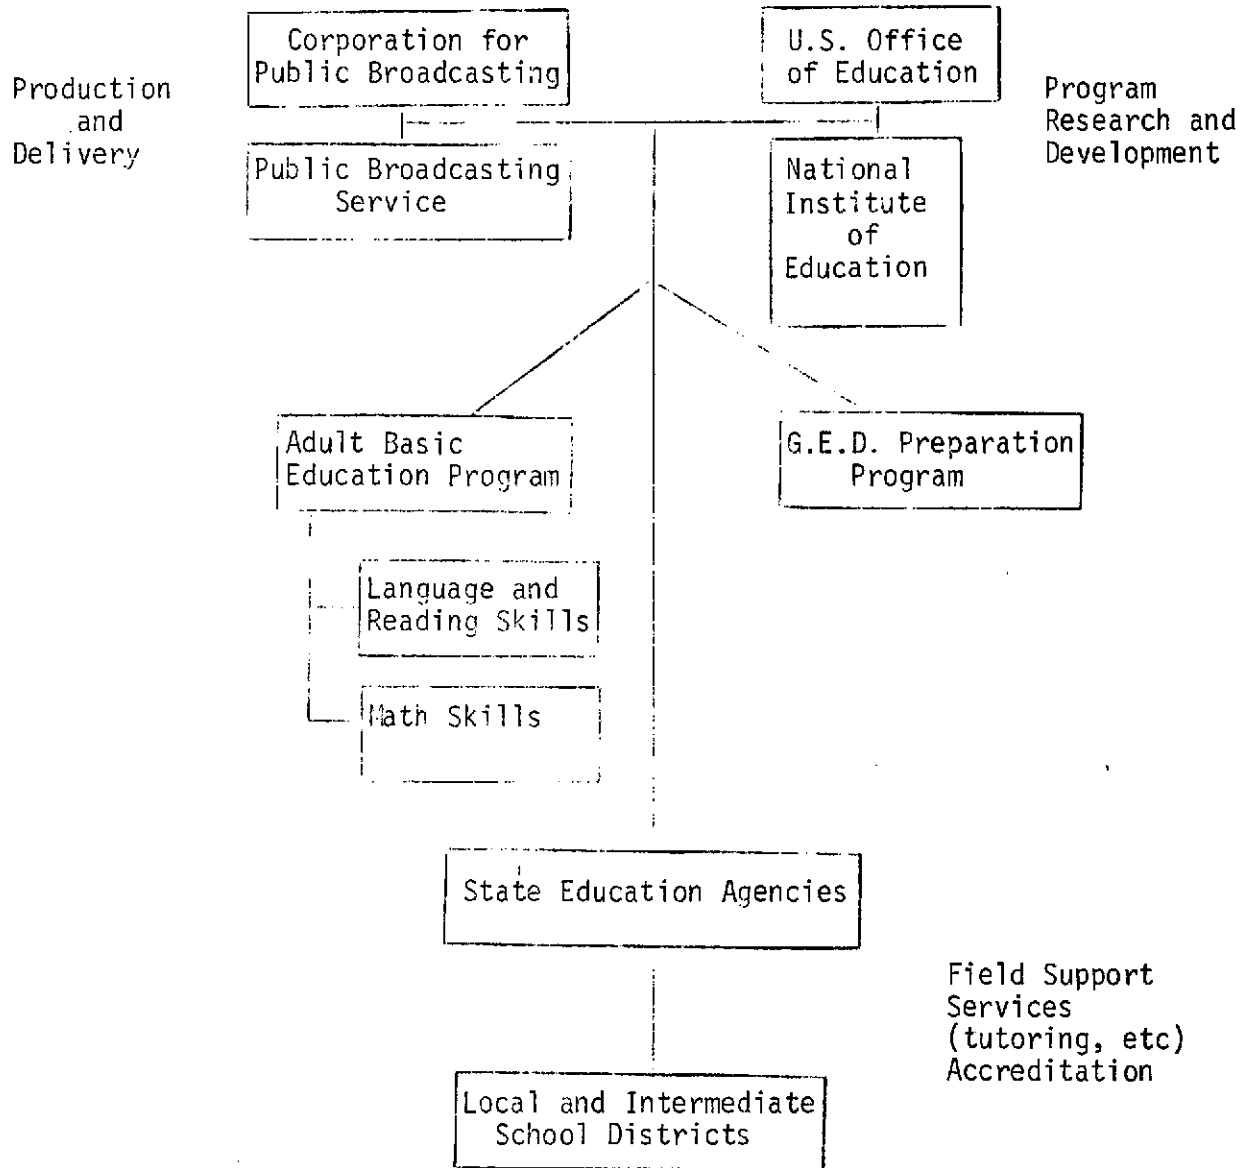 Production
and
Delivery
Corporation for
Public Broadcasting
Public Broadcasting
Service
U.S. Office
of Education
National
Institute
of
Education
Program
Research and
Development
Adult Basic
Education Program
G.E.D. Preparation
Program
Language and
Reading Skills
Math Skills
State Education Agencies
Field Support
Services
(tutoring, etc)
Accreditation
Local and Intermediate
School Districts